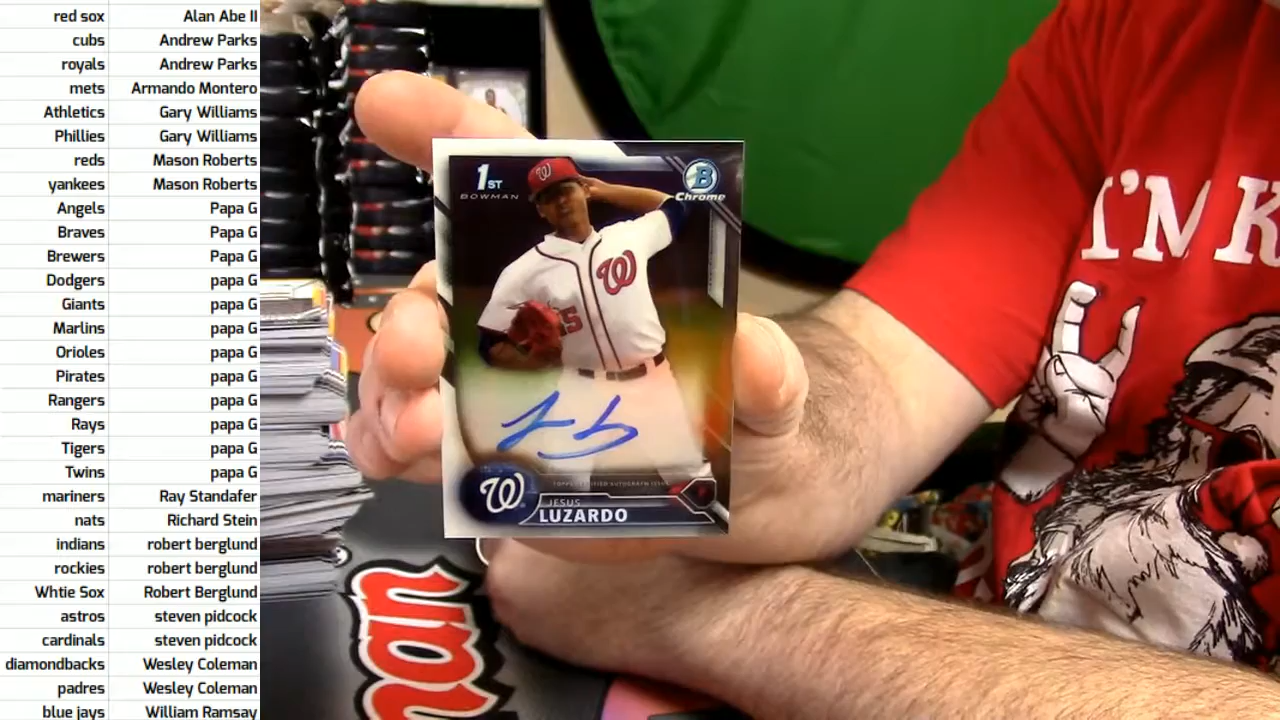 red sox Alan Abe II
cubs Andrew Parks
royals Andrew Parks
mets Armando Montero
Athletics Gary Williams
Phillies Gary Williams
reds Mason Roberts
yankees Mason Roberts
Angels Papa G
Braves Papa G
Brewers Papa G
Dodgers papa G
Giants papa G
Marlins papa G
Orioles papa G
Pirates papa G
Rangers papa G
Rays papa G
Tigers papa G
Twins papa G
mariners Ray Standafer
nats Richard Stein
indians robert berglund
rockies robert berglund
Whtie Sox Robert Berglund
astros steven pidcock
cardinals steven pidcock
diamondbacks Wesley Coleman
padres Wesley Coleman
blue jays William Ramsay
1ST
BOWMAN
B
Chrome
W
W
TOPPS CERTIFIED AUTOGRAPH ISSUE
W
JESUS
LUZARDO
I'M K